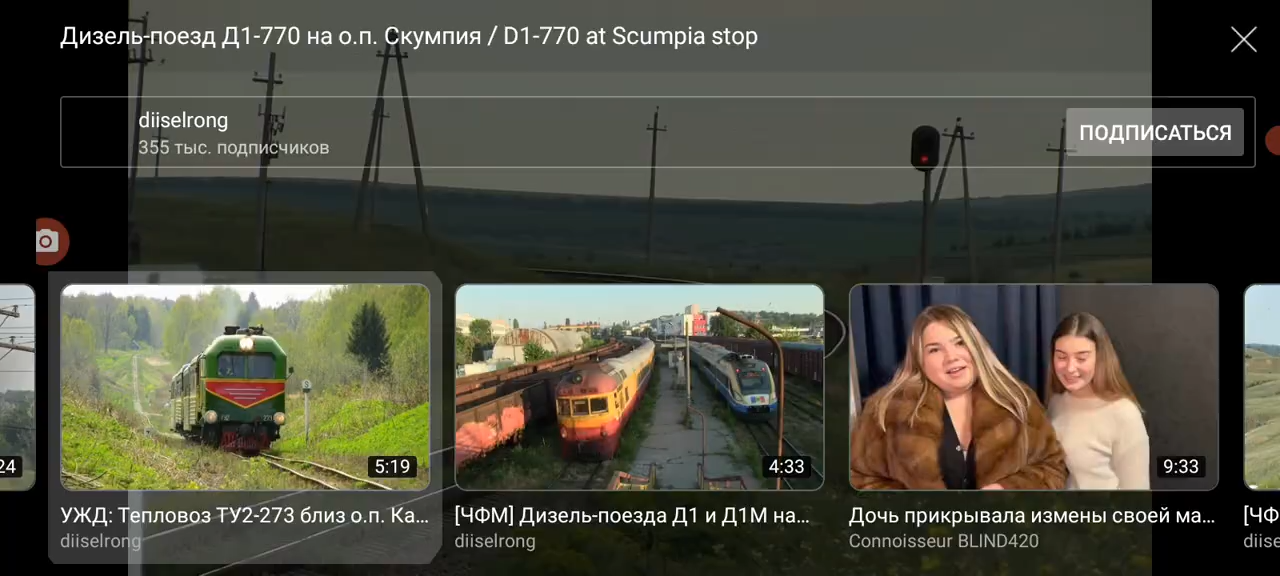 Дизель-поезд Д1-770 на о.п. Скумпия / D1-770 at Scumpia stop
diiselrong
355 тыс. подписчиков
ПОДПИСАТЬСЯ
24
5:19
4:33
9:33
УЖД: Тепловоз ТУ2-273 близ о.п. Ка...
[ЧФМ] Дизель-поезда Д1 и Д1М на...
Дочь прикрывала измены своей ма...
[ЧФ
diiselrong
diiselrong
Connoisseur BLIND420
diise